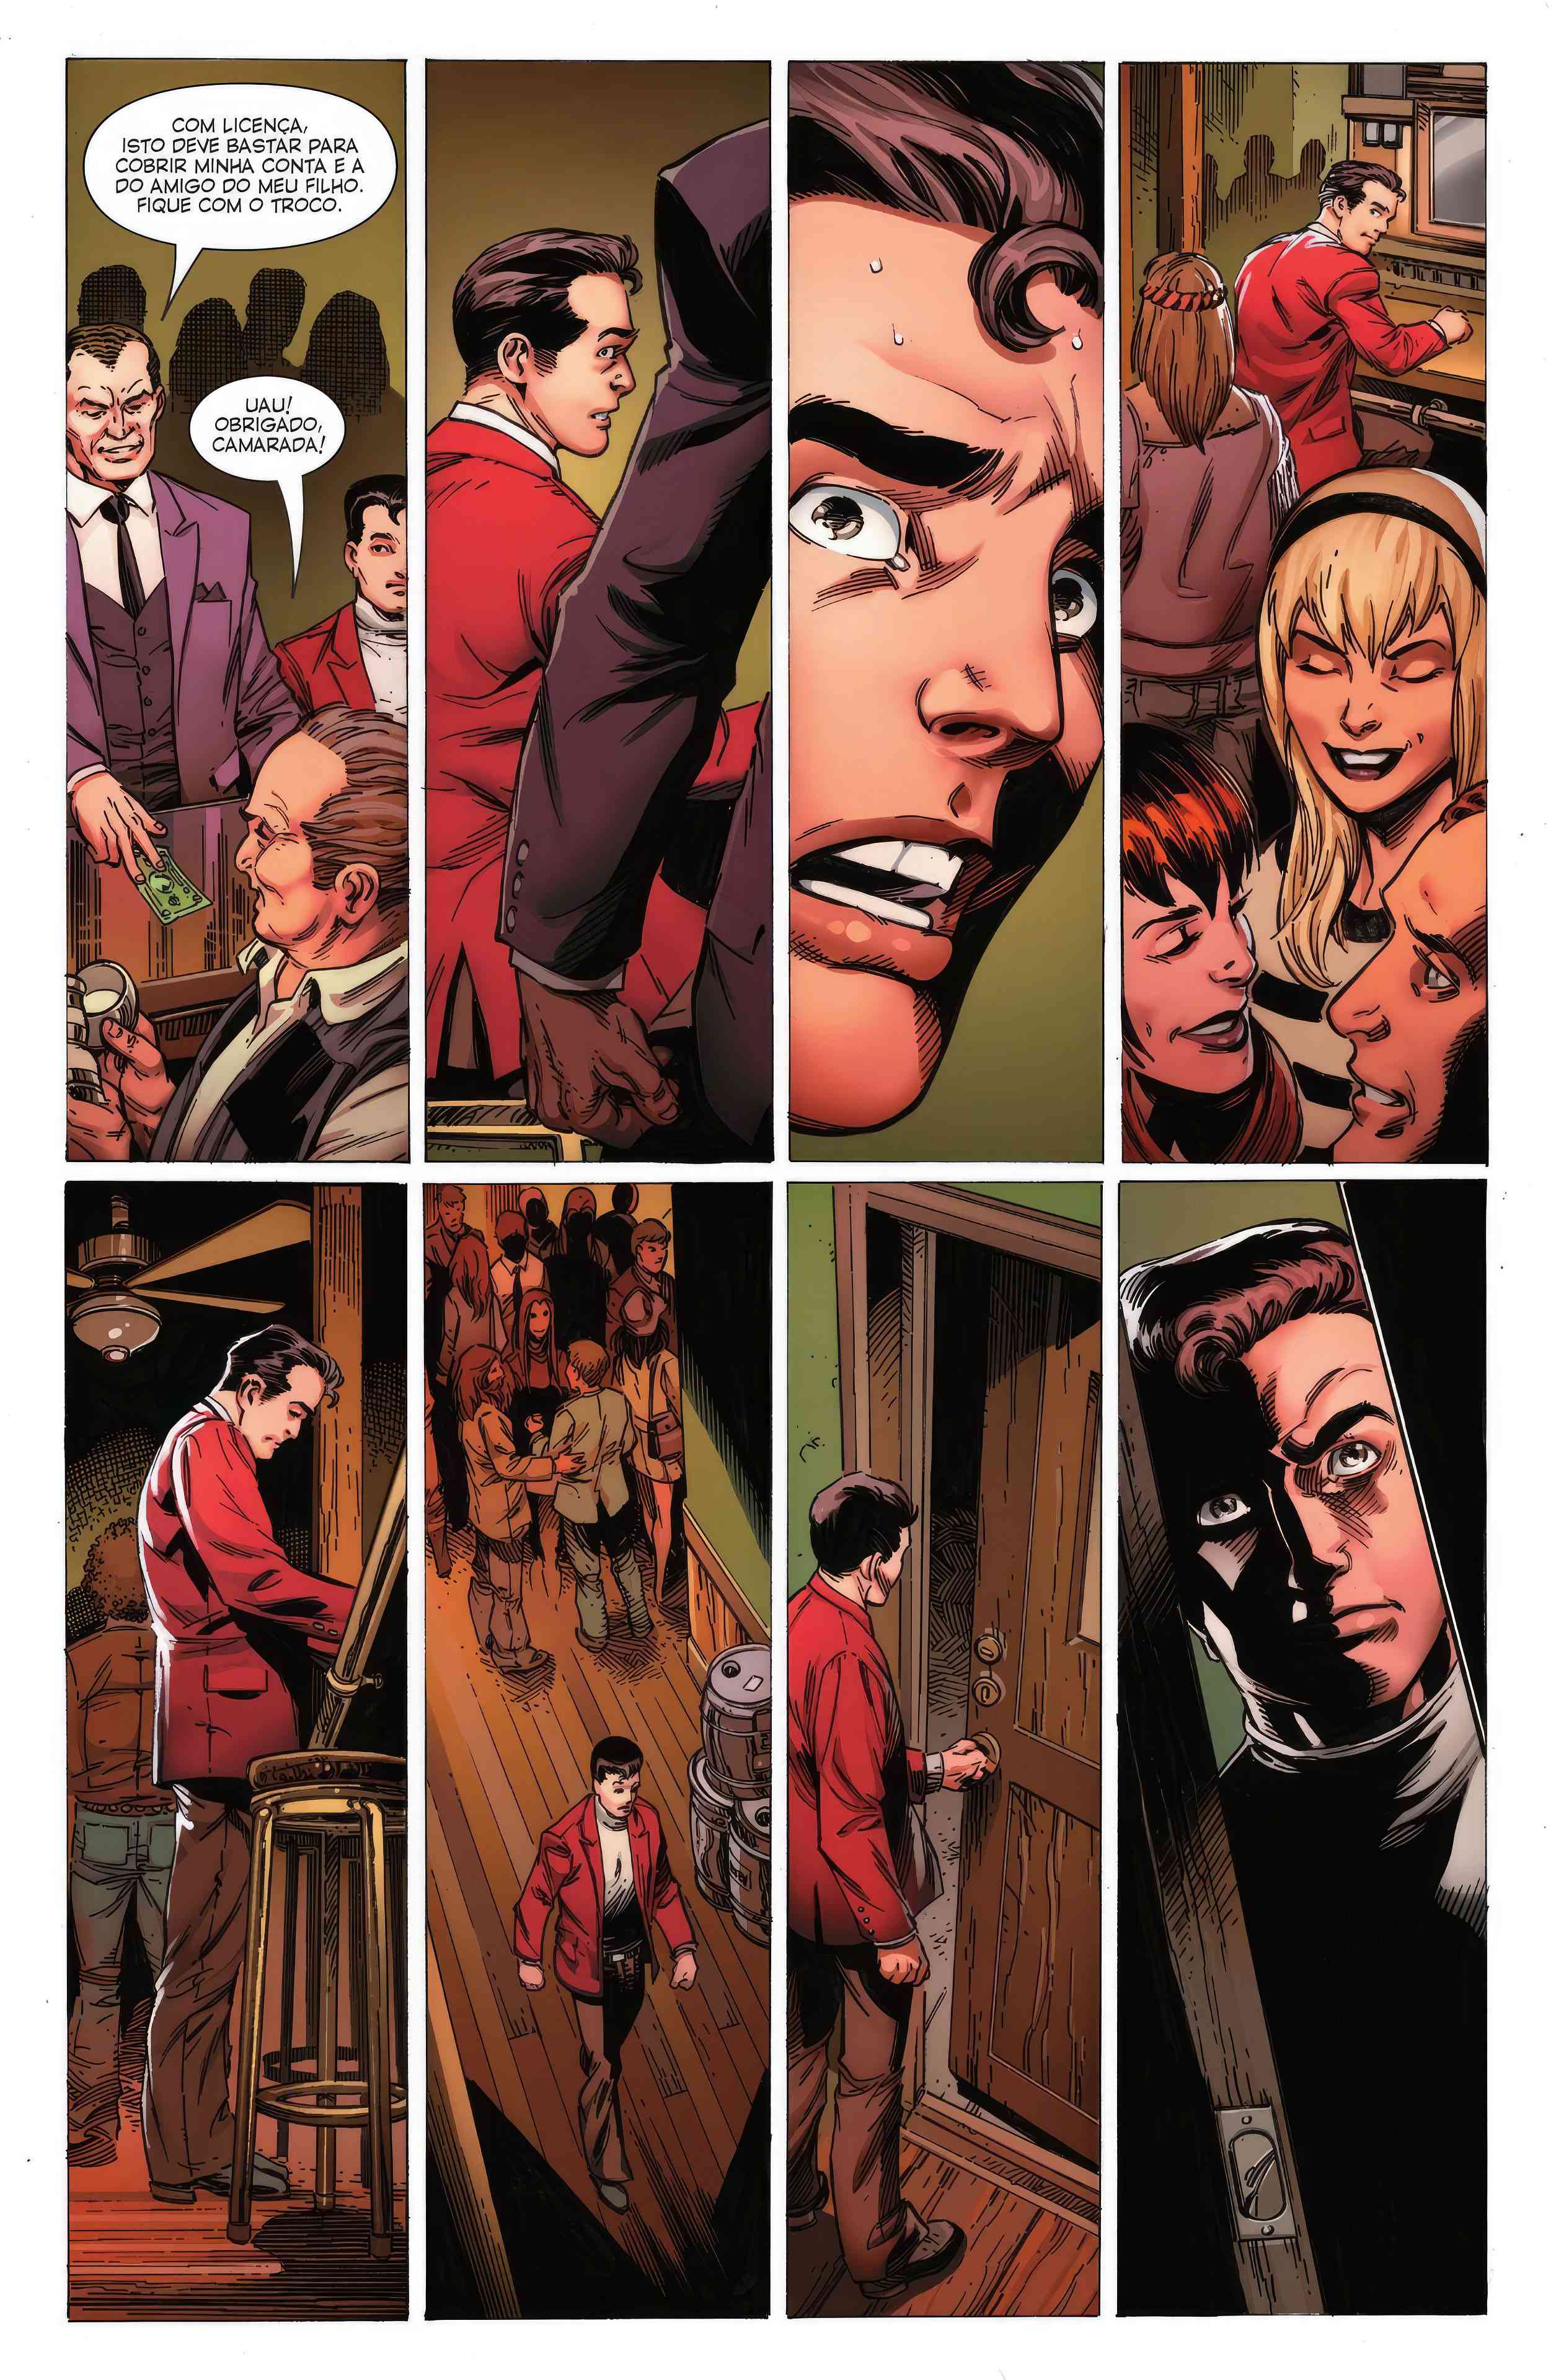 COM LICENÇA,
ISTO DEVE BASTAR PARA
COBRIR MINHA CONTA E A
DO AMIGO DO MEU FILHO.
FIQUE COM O TROCO.
UAU!
OBRIGADO,
CAMARADA!